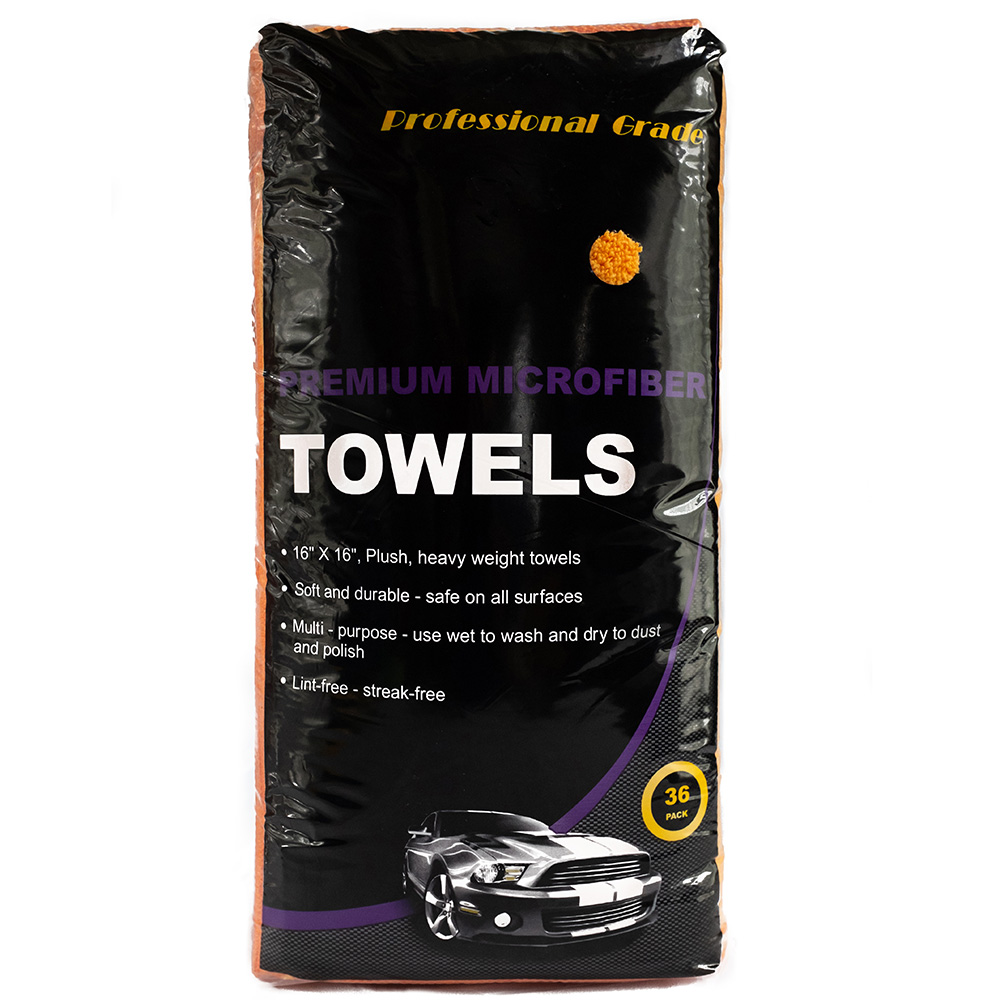 Professional Grade
PREMIUM MICROFIBER
TOWELS
• 16" X 16", Plush, heavy weight towels
• Soft and durable - safe on all surfaces
• Multi - purpose - use wet to wash and dry to dust
and polish
• Lint-free - streak-free
36
PACK